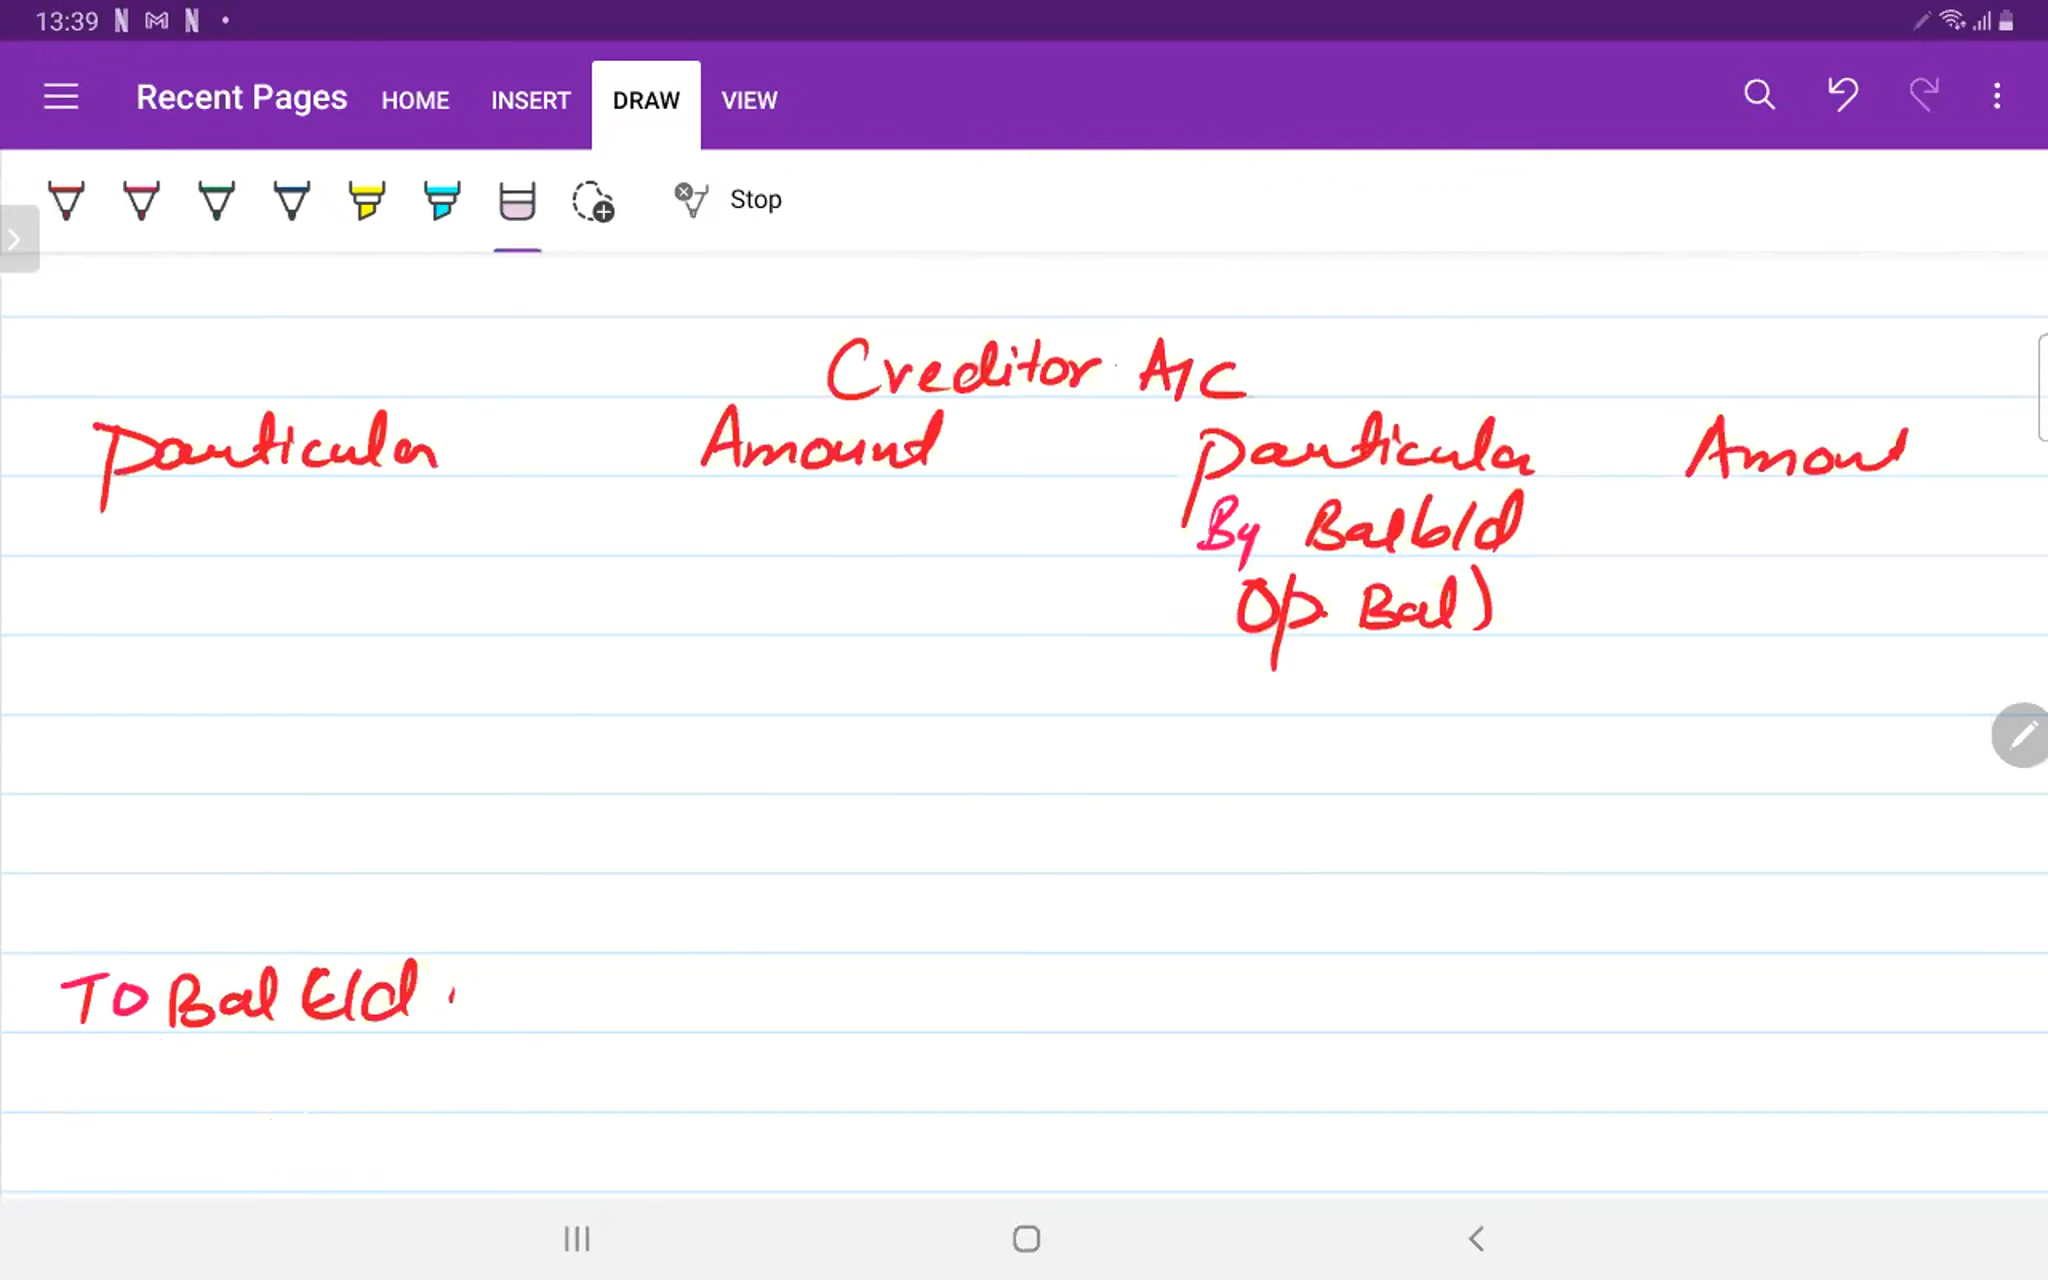 13:39
Recent Pages HOME INSERT DRAW VIEW
Stop
Creditor A/C
Particular Amount Particular Amount
By Bal b/d
Op. Bal)
To Bal c/d .